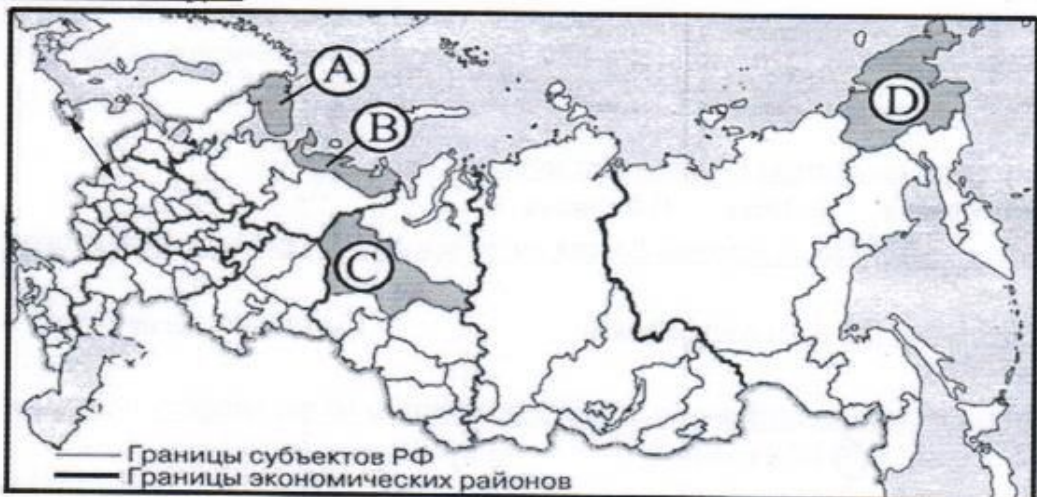 A
B
C
D
Границы субъектов РФ
Границы экономических районов